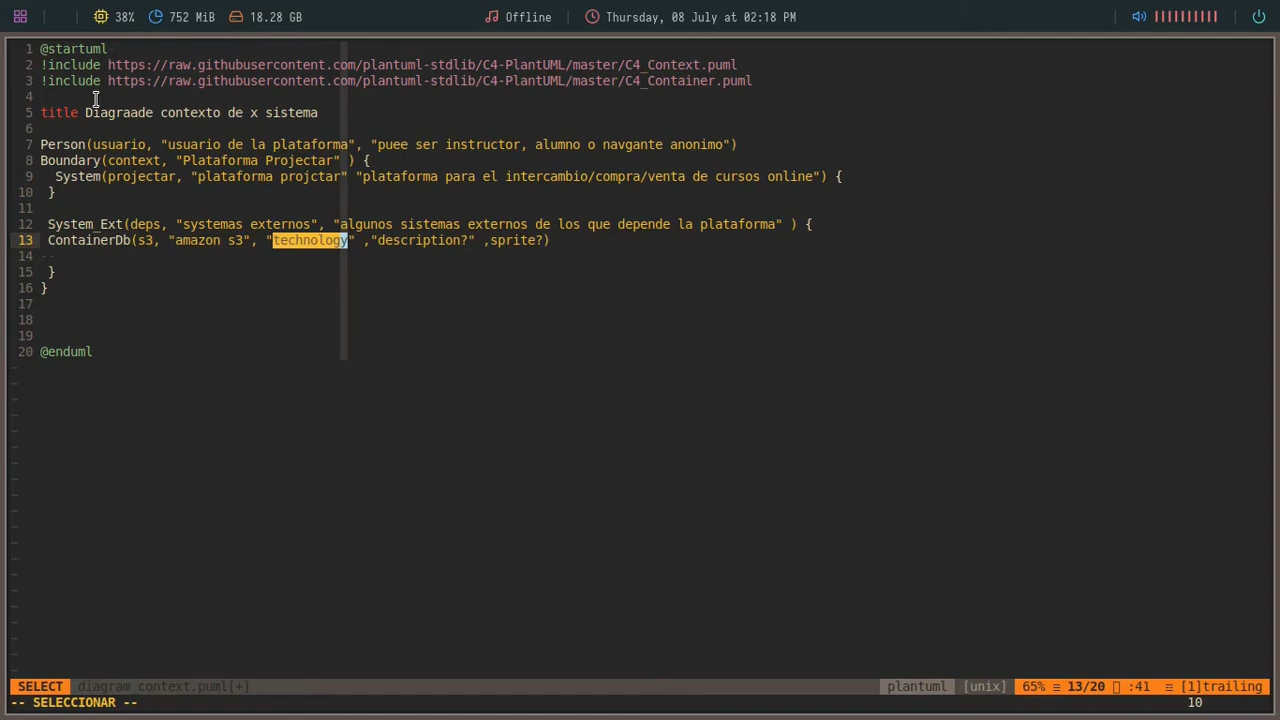 38% 752 MiB 18.28 GB Offline Thursday, 08 July at 02:18 PM
1 @startuml
2 !include https://raw.githubusercontent.com/plantuml-stdlib/C4-PlantUML/master/C4_Context.puml
3 !include https://raw.githubusercontent.com/plantuml-stdlib/C4-PlantUML/master/C4_Container.puml
4
5 title Diagraade contexto de x sistema
6
7 Person(usuario, "usuario de la plataforma", "puee ser instructor, alumno o navgante anonimo")
8 Boundary(context, "Plataforma Projectar" ) {
9 System(projectar, "plataforma projctar" "plataforma para el intercambio/compra/venta de cursos online") {
10 }
11
12 System_Ext(deps, "systemas externos", "algunos sistemas externos de los que depende la plataforma" ) {
13 ContainerDb(s3, "amazon s3", "technology" ,"description?" ,sprite?)
14 --
15 }
16 }
17
18
19
20 @enduml
SELECT diagram_context.puml[+] plantuml [unix] 65% ≡ 13/20 :41 ≡ [1]trailing
-- SELECCIONAR -- 10